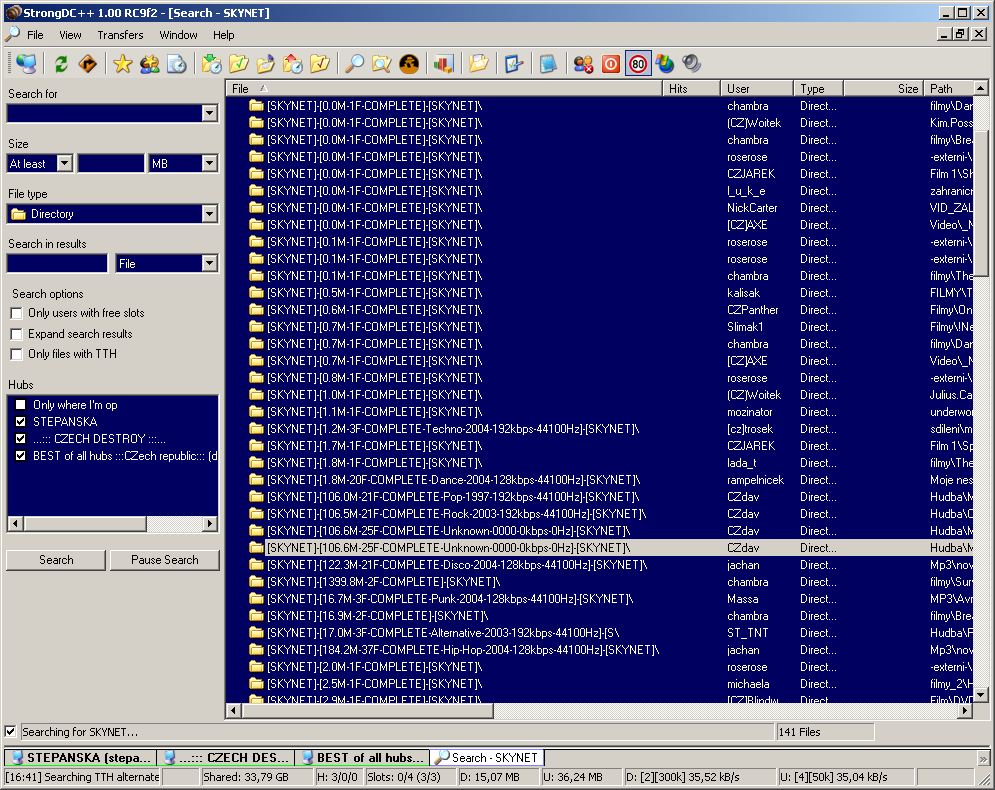 StrongDC++ 1.00 RC9f2 - [Search - SKYNET]
File View Transfers Window Help
80
Search for
Size
At least MB
File type
Directory
Search in results
File
Search options
Only users with free slots
Expand search results
Only files with TTH
Hubs
Only where I'm op
STEPANSKA
...::: CZECH DESTROY :::...
BEST of all hubs :::CZech republic::: (d
Search Pause Search
File Hits User Type Size Path
[SKYNET]-[0.0M-1F-COMPLETE]-[SKYNET]\ chambra Direct... filmy\Dar
[SKYNET]-[0.0M-1F-COMPLETE]-[SKYNET]\ [CZ]Woitek Direct... Kim.Poss
[SKYNET]-[0.0M-1F-COMPLETE]-[SKYNET]\ chambra Direct... filmy\Brea
[SKYNET]-[0.0M-1F-COMPLETE]-[SKYNET]\ roserose Direct... -externi-\
[SKYNET]-[0.0M-1F-COMPLETE]-[SKYNET]\ CZJAREK Direct... Film 1\Sh
[SKYNET]-[0.0M-1F-COMPLETE]-[SKYNET]\ l_u_k_e Direct... zahranicn
[SKYNET]-[0.0M-1F-COMPLETE]-[SKYNET]\ NickCarter Direct... VID_ZAL
[SKYNET]-[0.0M-1F-COMPLETE]-[SKYNET]\ [CZ]AXE Direct... Video\_N
[SKYNET]-[0.1M-1F-COMPLETE]-[SKYNET]\ roserose Direct... -externi-\
[SKYNET]-[0.1M-1F-COMPLETE]-[SKYNET]\ roserose Direct... -externi-\
[SKYNET]-[0.1M-1F-COMPLETE]-[SKYNET]\ chambra Direct... filmy\The
[SKYNET]-[0.5M-1F-COMPLETE]-[SKYNET]\ kalisak Direct... FILMY\T
[SKYNET]-[0.6M-1F-COMPLETE]-[SKYNET]\ CZPanther Direct... Filmy\On
[SKYNET]-[0.7M-1F-COMPLETE]-[SKYNET]\ Slimak1 Direct... Filmy\!Ne
[SKYNET]-[0.7M-1F-COMPLETE]-[SKYNET]\ chambra Direct... filmy\Dar
[SKYNET]-[0.7M-1F-COMPLETE]-[SKYNET]\ [CZ]AXE Direct... Video\_N
[SKYNET]-[0.8M-1F-COMPLETE]-[SKYNET]\ roserose Direct... -externi-\
[SKYNET]-[1.0M-1F-COMPLETE]-[SKYNET]\ [CZ]Woitek Direct... Julius.Ca
[SKYNET]-[1.1M-1F-COMPLETE]-[SKYNET]\ mozinator Direct... underwo
[SKYNET]-[1.2M-3F-COMPLETE-Techno-2004-192kbps-44100Hz]-[SKYNET]\ [cz]trosek Direct... sdileni\m
[SKYNET]-[1.7M-1F-COMPLETE]-[SKYNET]\ CZJAREK Direct... Film 1\Sp
[SKYNET]-[1.8M-1F-COMPLETE]-[SKYNET]\ lada_t Direct... filmy\The
[SKYNET]-[1.8M-20F-COMPLETE-Dance-2004-128kbps-44100Hz]-[SKYNET]\ rampelnicek Direct... Moje nes
[SKYNET]-[106.0M-21F-COMPLETE-Pop-1997-192kbps-44100Hz]-[SKYNET]\ CZdav Direct... Hudba\M
[SKYNET]-[106.5M-21F-COMPLETE-Rock-2003-192kbps-44100Hz]-[SKYNET]\ CZdav Direct... Hudba\M
[SKYNET]-[106.6M-25F-COMPLETE-Unknown-0000-0kbps-0Hz]-[SKYNET]\ CZdav Direct... Hudba\M
[SKYNET]-[106.6M-25F-COMPLETE-Unknown-0000-0kbps-0Hz]-[SKYNET]\ CZdav Direct... Hudba\M
[SKYNET]-[122.3M-21F-COMPLETE-Disco-2004-128kbps-44100Hz]-[SKYNET]\ jachan Direct... Mp3\nov
[SKYNET]-[1399.8M-2F-COMPLETE]-[SKYNET]\ chambra Direct... filmy\Sur
[SKYNET]-[16.7M-3F-COMPLETE-Punk-2004-128kbps-44100Hz]-[SKYNET]\ Massa Direct... MP3\Avr
[SKYNET]-[16.9M-2F-COMPLETE]-[SKYNET]\ chambra Direct... filmy\Brea
[SKYNET]-[17.0M-3F-COMPLETE-Alternative-2003-192kbps-44100Hz]-[S\ ST_TNT Direct... Hudba\F
[SKYNET]-[184.2M-37F-COMPLETE-Hip-Hop-2004-128kbps-44100Hz]-[SKYNET]\ jachan Direct... Mp3\nov
[SKYNET]-[2.0M-1F-COMPLETE]-[SKYNET]\ roserose Direct... -externi-\
[SKYNET]-[2.5M-1F-COMPLETE]-[SKYNET]\ michaela Direct... filmy_2\H
[SKYNET]-[2.9M-1F-COMPLETE]-[SKYNET]\ [CZ]Blindw Direct... Film\DVD
Searching for SKYNET... 141 Files
STEPANSKA (stepa... ...::: CZECH DES... BEST of all hubs... Search - SKYNET
[16:41] Searching TTH alternate Shared: 33,79 GB H: 3/0/0 Slots: 0/4 (3/3) D: 15,07 MB U: 36,24 MB D: [2][300k] 35,52 kB/s U: [4][50k] 35,04 kB/s